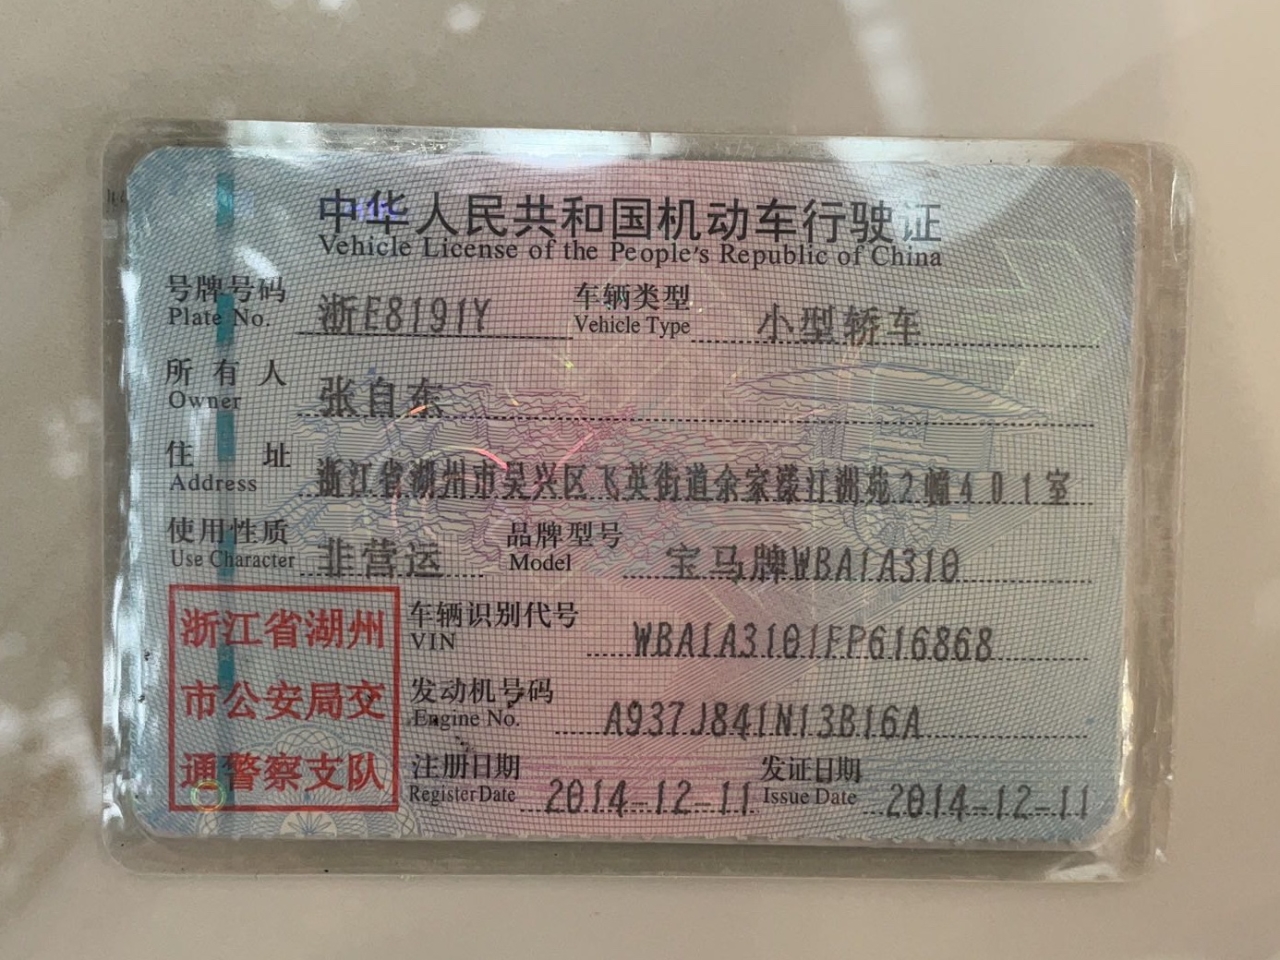 中华人民共和国机动车行驶证
Vehicle License of the People's Republic of China
号牌号码 浙E8191Y 车辆类型 小型轿车
Plate No. Vehicle Type
所有人 张自东
Owner
住址 浙江省湖州市吴兴区飞英街道余家漾江洲苑2幢401室
Address
使用性质 非营运 品牌型号 宝马牌WBA1A310
Use Character Model
浙江省湖州
市公安局交
通警察支队
车辆识别代号 WBA1A3101FP616868
VIN
发动机号码 A937J841N13B16A
Engine No.
注册日期 2014-12-11 发证日期 2014-12-11
Register Date Issue Date